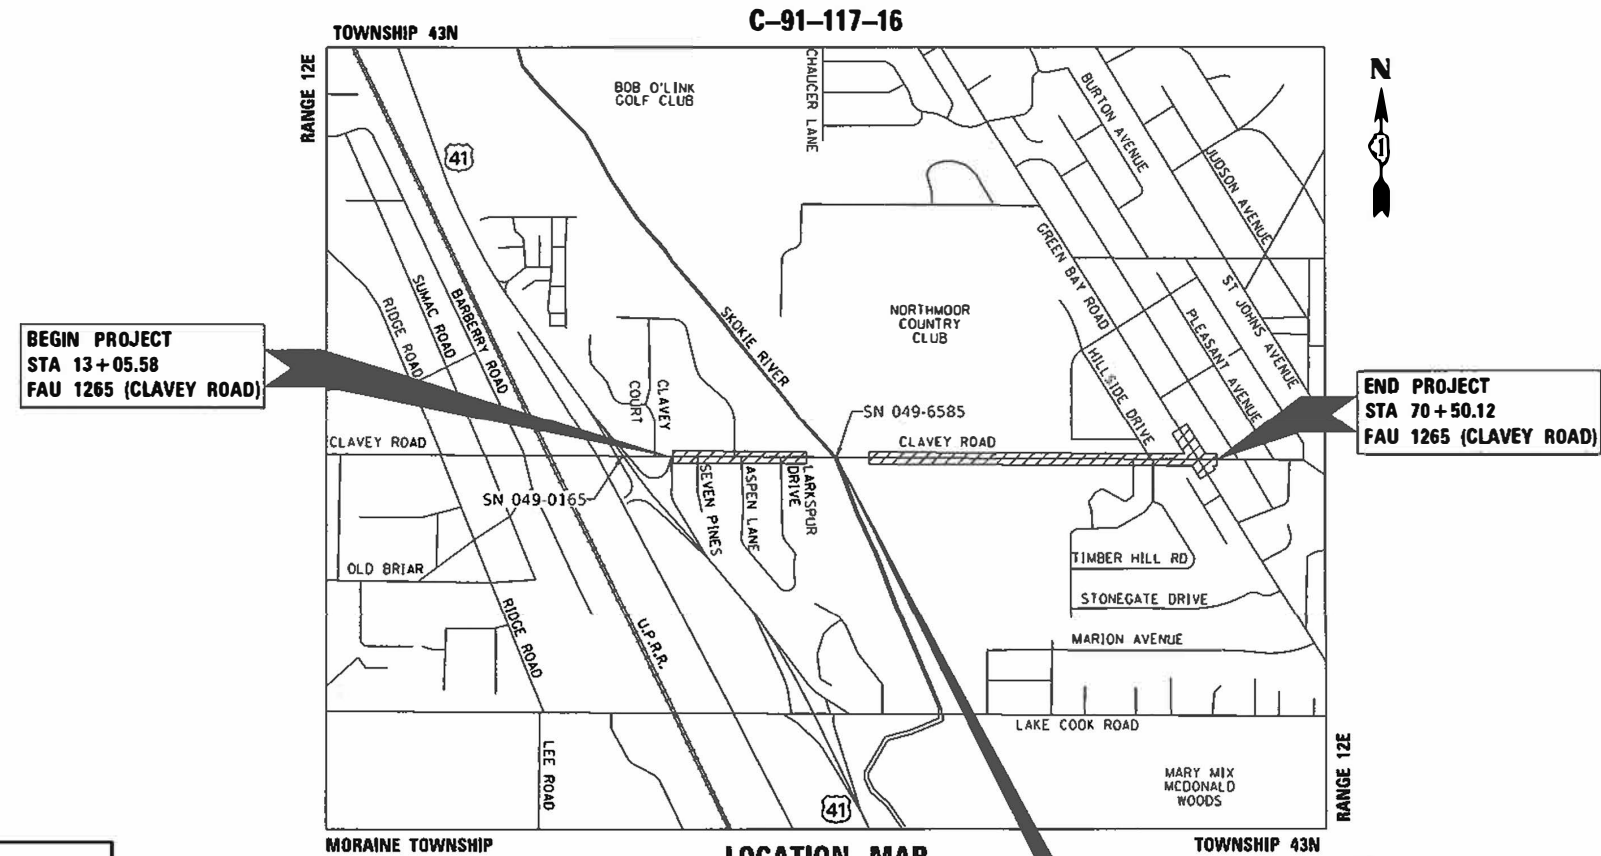 C-91-117-16
TOWNSHIP 43N
RANGE 12E
BOB O'LINK
GOLF CLUB
CHAUCER LANE
BURTON AVENUE
JUDSON AVENUE
N
1
41
GREEN BAY ROAD
ST JOHNS AVENUE
SUMAC ROAD
BARBERRY ROAD
RIDGE ROAD
SKOKIE RIVER
NORTHMOOR
COUNTRY
CLUB
PLEASANT AVENUE
HILLSIDE DRIVE
BEGIN PROJECT
STA 13+05.58
FAU 1265 (CLAVEY ROAD)
END PROJECT
STA 70+50.12
FAU 1265 (CLAVEY ROAD)
CLAVEY
COURT
SN 049-6585
CLAVEY ROAD
CLAVEY ROAD
SN 049-0165
SEVEN PINES
ASPEN LANE
LARKSPUR
DRIVE
OLD BRIAR
TIMBER HILL RD
STONEGATE DRIVE
MARION AVENUE
RIDGE ROAD
U.P.R.R.
LAKE COOK ROAD
LEE ROAD
41
MARY MIX
MCDONALD
WOODS
RANGE 12E
MORAINE TOWNSHIP
LOCATION MAP
TOWNSHIP 43N